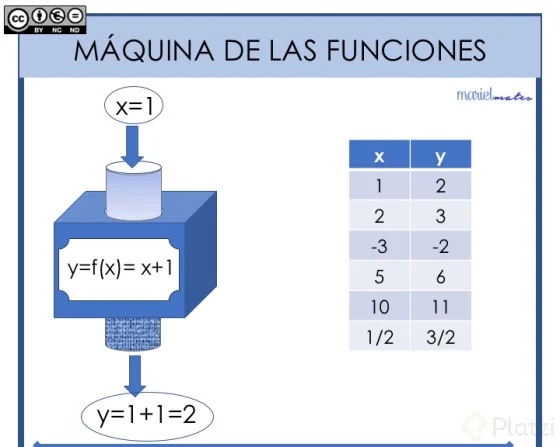 cc
BY NC ND
MÁQUINA DE LAS FUNCIONES
marielmates
x=1
y=f(x)= x+1
y=1+1=2
x y
1 2
2 3
-3 -2
5 6
10 11
1/2 3/2
Platzi